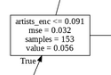 artists_enc <= 0.091
mse = 0.032
samples = 153
value = 0.056
True